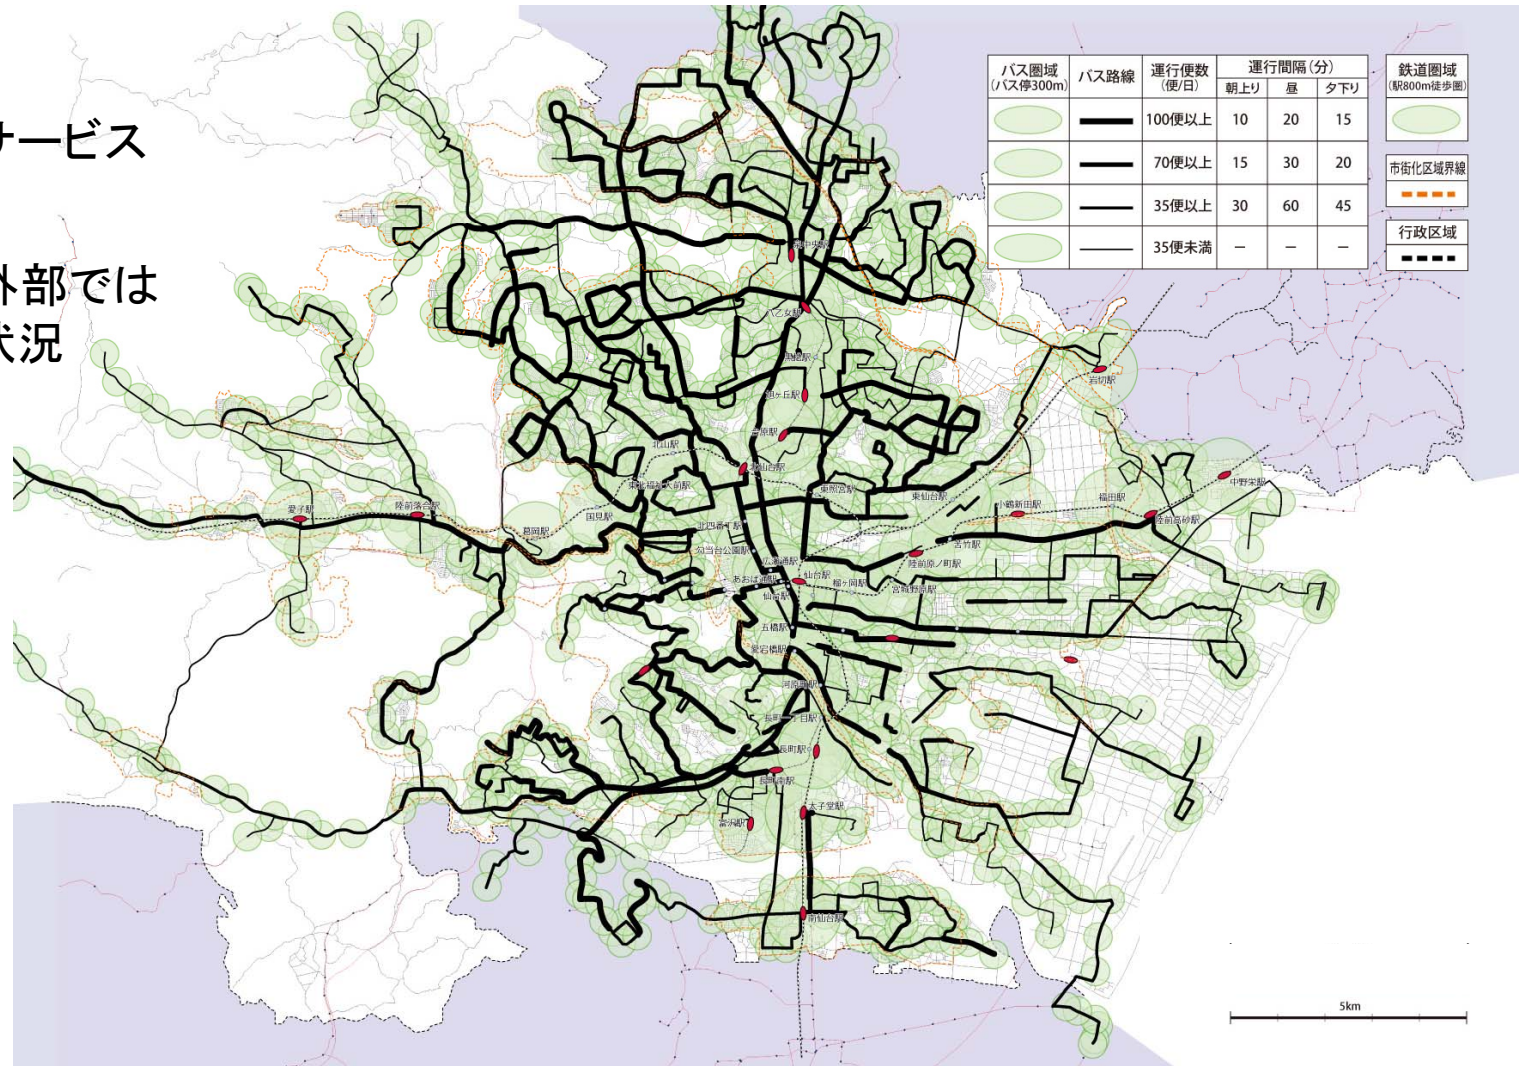 サービス
外部では
状況
バス圏域
(バス停300m)
バス路線
運行便数
(便/日)
運行間隔(分)
朝上り
昼
夕下り
100便以上
10
20
15
70便以上
15
30
20
35便以上
30
60
45
35便未満
−
−
−
鉄道圏域
(駅800m徒歩圏)
市街化区域界線
行政区域
泉中央駅
八乙女駅
黒松駅
旭ヶ丘駅
台原駅
岩切駅
北山駅
北仙台駅
東北福祉大前駅
東照宮駅
東仙台駅
中野栄駅
小鶴新田駅
福田駅
陸前高砂駅
愛子駅
陸前落合駅
葛岡駅
国見駅
北四番丁駅
勾当台公園駅
広瀬通駅
苦竹駅
陸前原ノ町駅
あおば通駅
仙台駅
榴ヶ岡駅
宮城野原駅
仙台駅
五橋駅
愛宕橋駅
河原町駅
長町一丁目駅
長町駅
長町南駅
太子堂駅
富沢駅
南仙台駅
5km